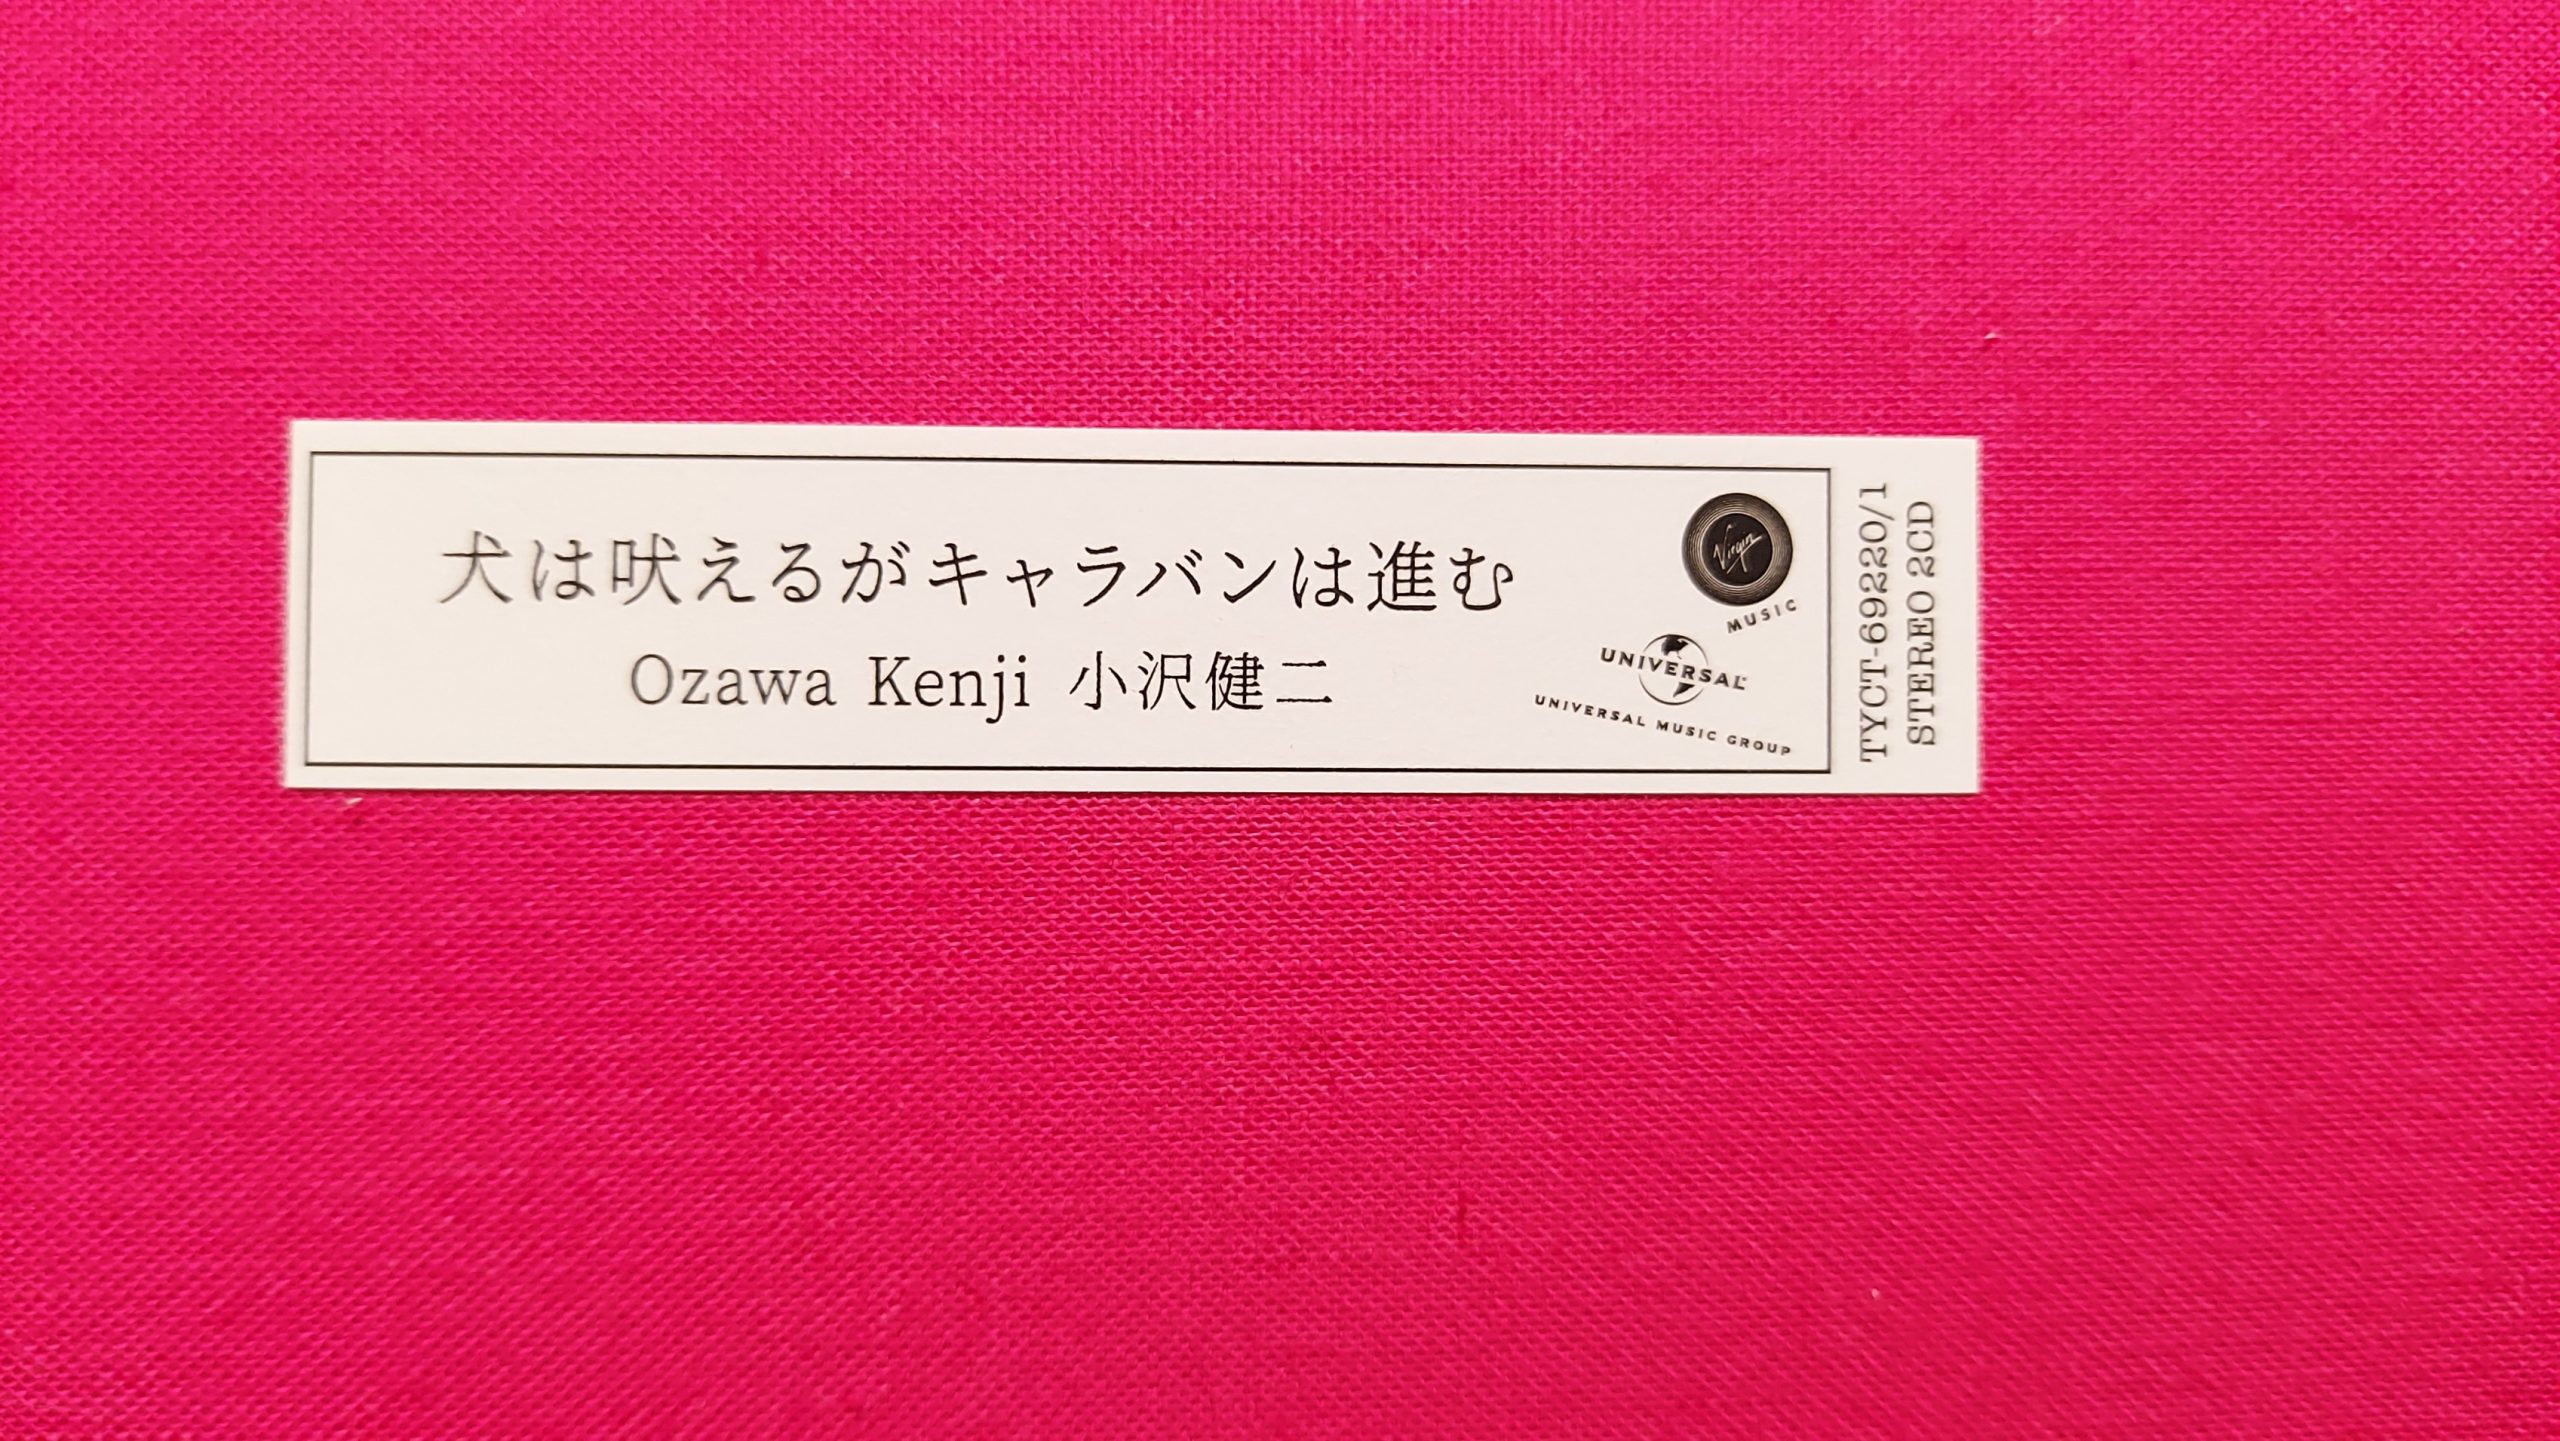 犬は吠えるがキャラバンは進む
Ozawa Kenji 小沢健二
Virgin
MUSIC
UNIVERSAL
UNIVERSAL MUSIC GROUP
TYCT-69220/1
STEREO 2CD